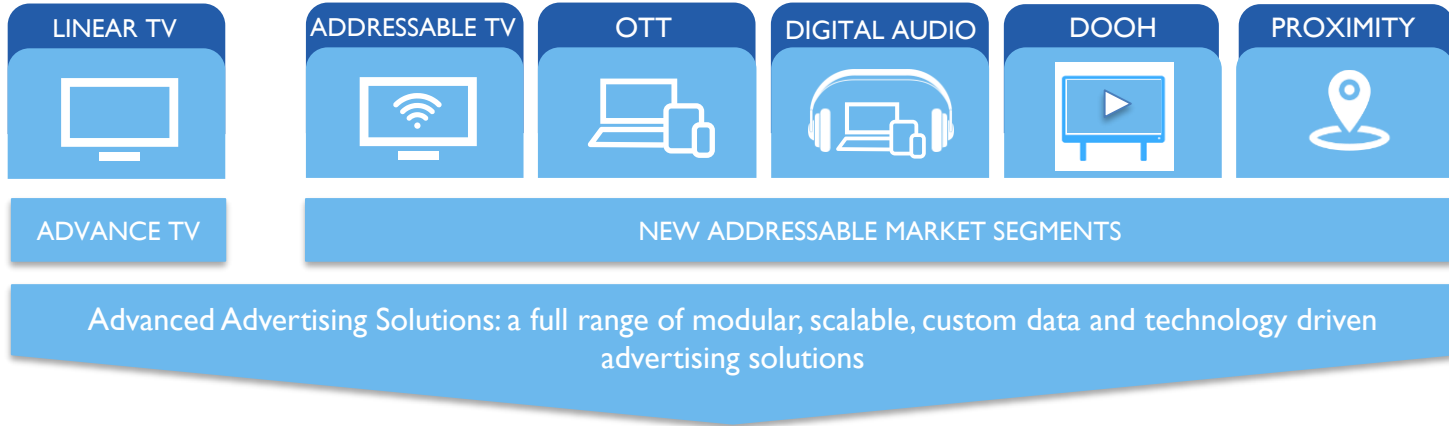 LINEAR TV
ADDRESSABLE TV
OTT
DIGITAL AUDIO
DOOH
PROXIMITY
ADVANCE TV
NEW ADDRESSABLE MARKET SEGMENTS
Advanced Advertising Solutions: a full range of modular, scalable, custom data and technology driven
advertising solutions